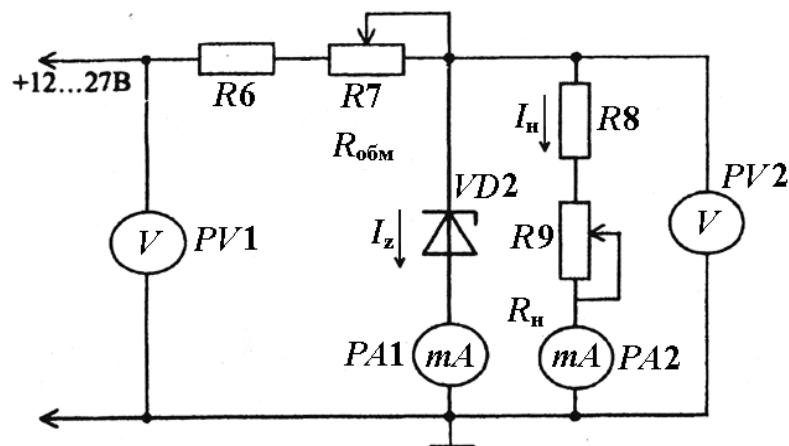 +12...27В
R6
R7
Rобм
Iн
R8
VD2
PV2
V
PV1
Iz
R9
V
Rн
PA1
mA
mA
PA2